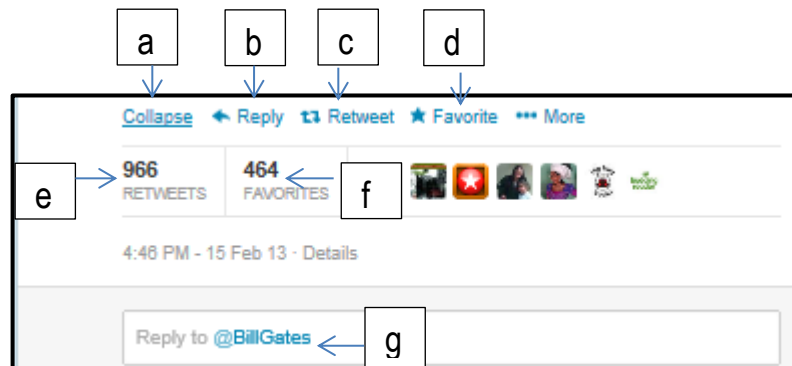 a b c d
Collapse Reply Retweet Favorite ••• More
e 966 464 f
RETWEETS FAVORITES
4:46 PM - 15 Feb 13 · Details
Reply to @BillGates g